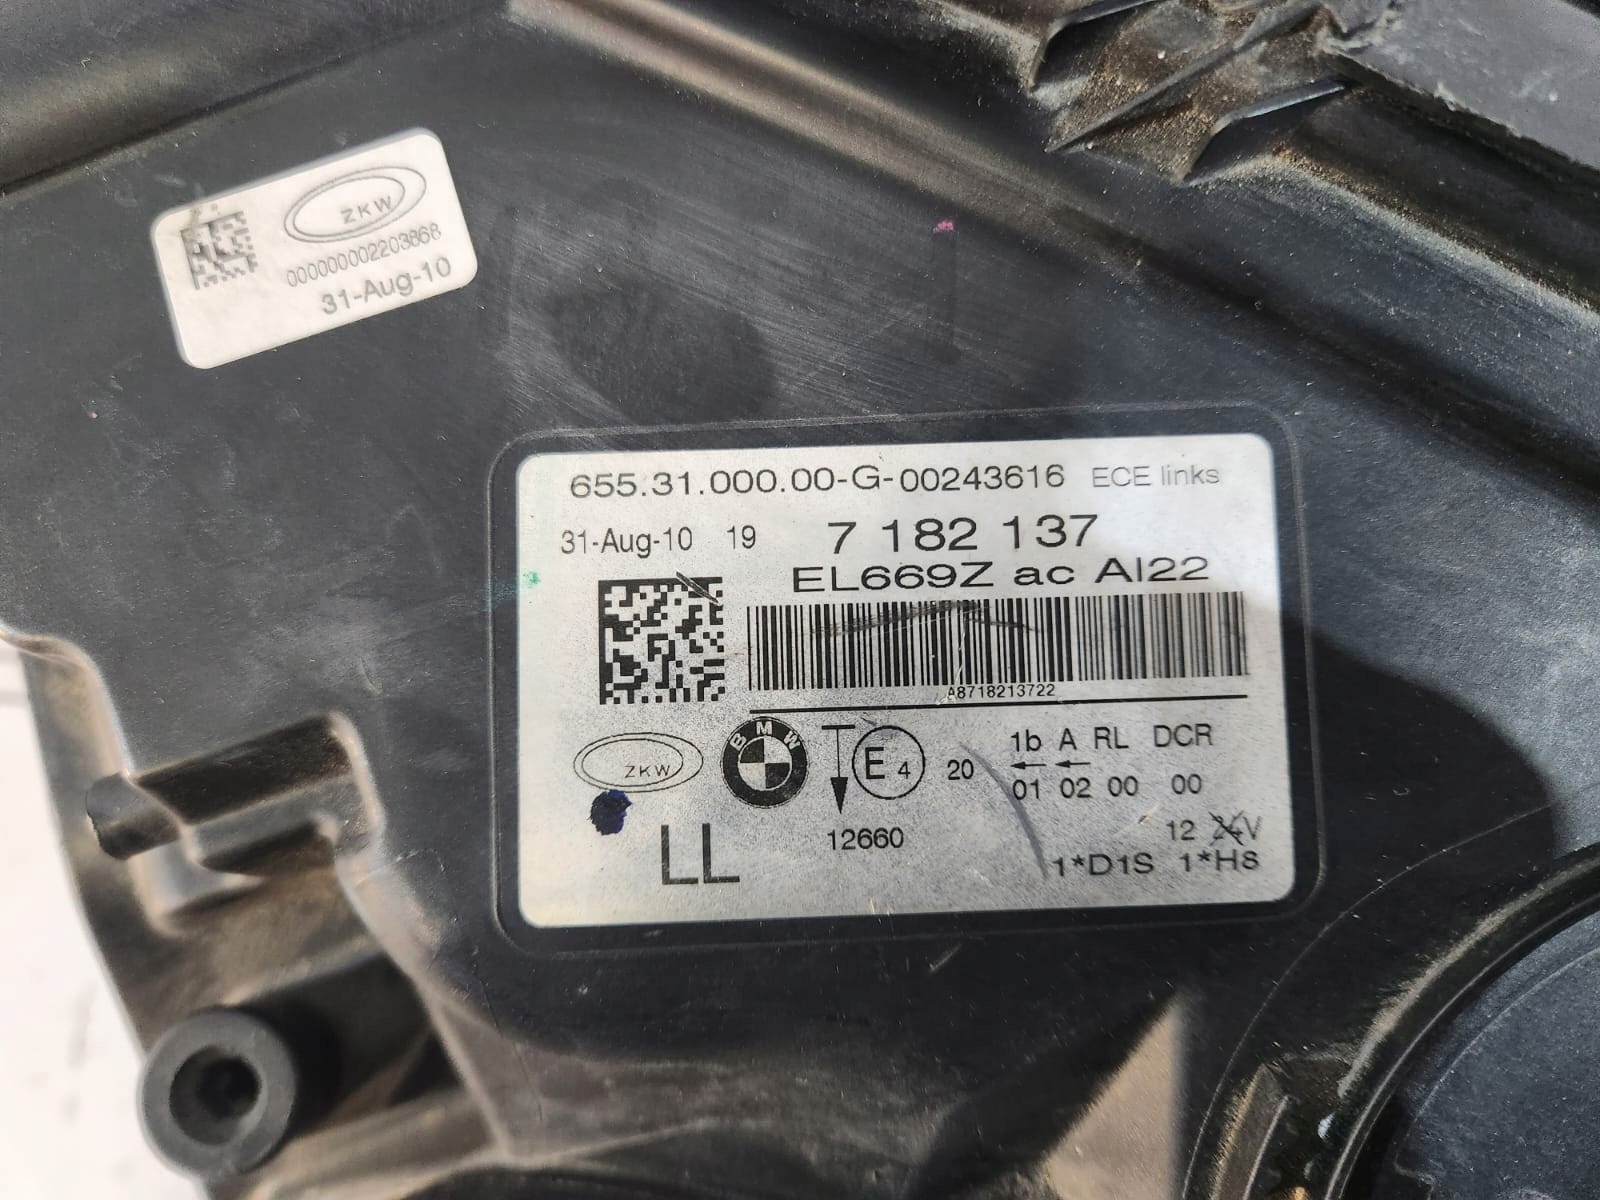 ZKW
000000002203868
31-Aug-10
655.31.000.00-G-00243616 ECE links
31-Aug-10 19 7 182 137
EL669Z ac AI22
A8718213722
ZKW BMW E4 20 1b A RL DCR
01 02 00 00
LL 12660 12 24V
1*D1S 1*H8